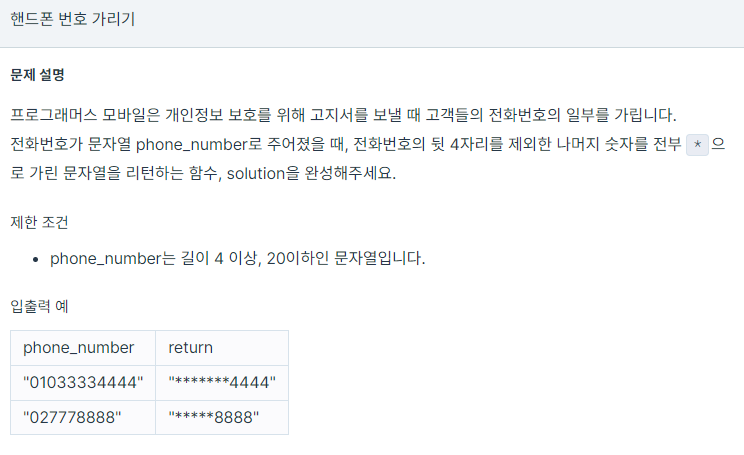 핸드폰 번호 가리기
문제 설명
프로그래머스 모바일은 개인정보 보호를 위해 고지서를 보낼 때 고객들의 전화번호의 일부를 가립니다.
전화번호가 문자열 phone_number로 주어졌을 때, 전화번호의 뒷 4자리를 제외한 나머지 숫자를 전부 * 으
로 가린 문자열을 리턴하는 함수, solution을 완성해주세요.
제한 조건
• phone_number는 길이 4 이상, 20이하인 문자열입니다.
입출력 예
phone_number return
"01033334444" "*******4444"
"027778888" "*****8888"